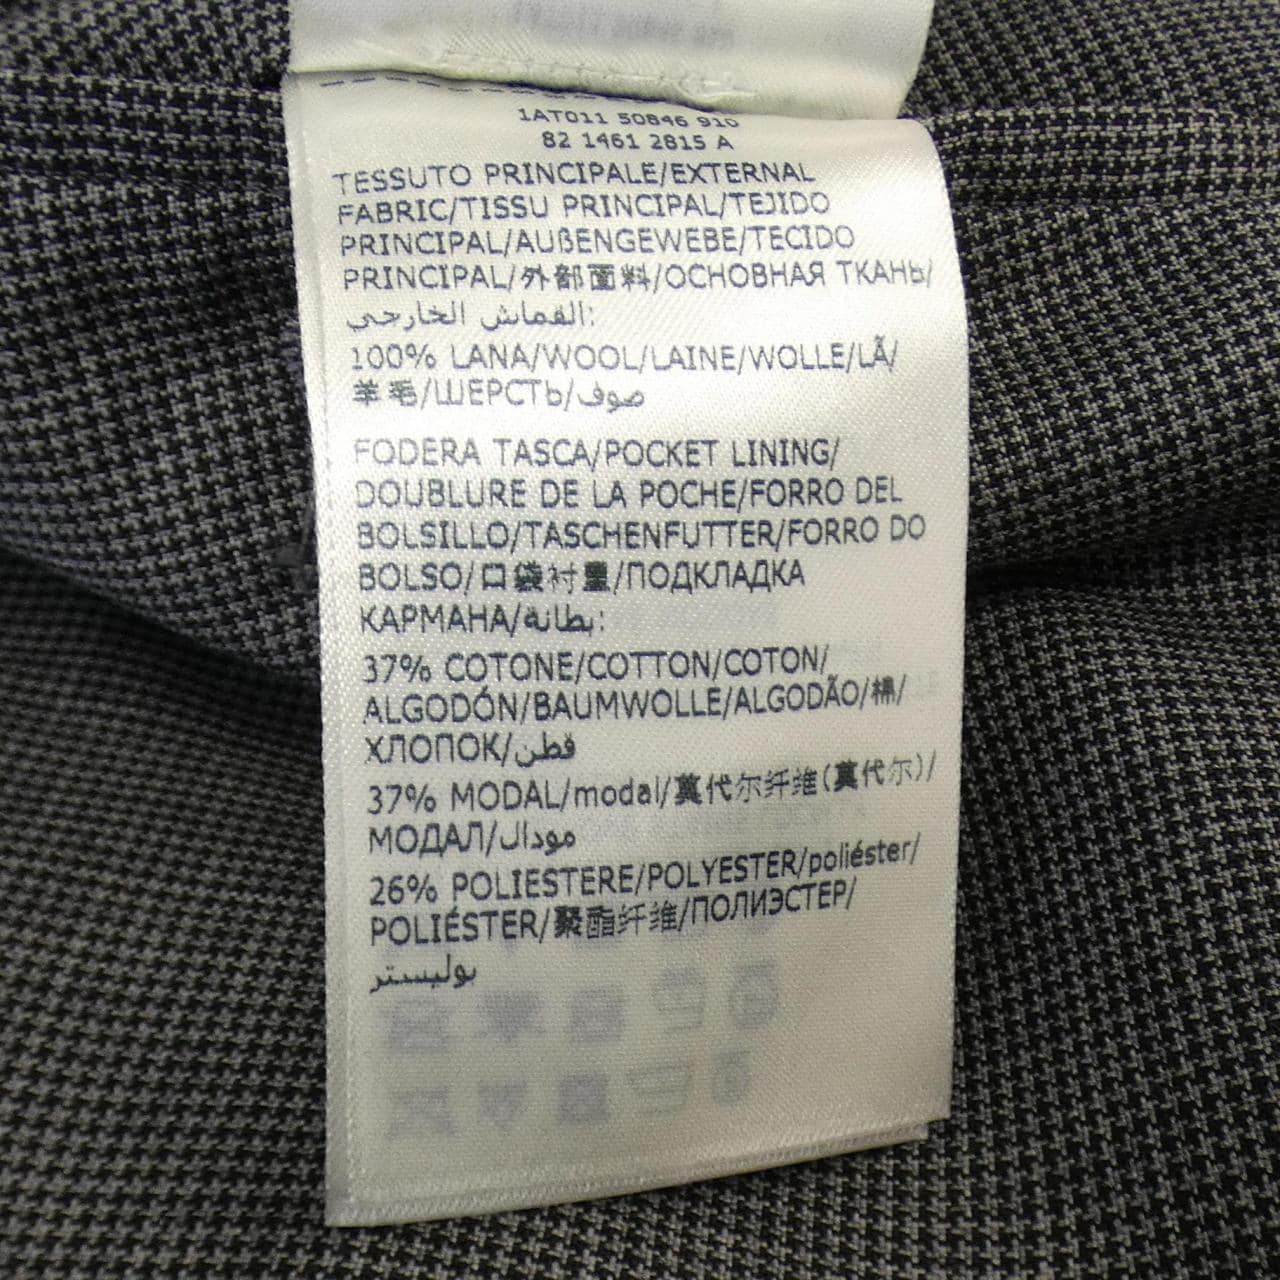 1AT011 50846 910
82 1461 2815 A
TESSUTO PRINCIPALE/EXTERNAL
FABRIC/TISSU PRINCIPAL/TEJIDO
PRINCIPAL/AUßENGEWEBE/TECIDO
PRINCIPAL/外部面料/ОСНОВНАЯ ТКАНЬ/
القماش الخارجي:
100% LANA/WOOL/LAINE/WOLLE/LÃ/
羊毛/ШЕРСТЬ/صوف
FODERA TASCA/POCKET LINING/
DOUBLURE DE LA POCHE/FORRO DEL
BOLSILLO/TASCHENFUTTER/FORRO DO
BOLSO/口袋衬里/ПОДКЛАДКА
КАРМАНА/بطانة:
37% COTONE/COTTON/COTON/
ALGODÓN/BAUMWOLLE/ALGODÃO/棉/
ХЛОПОК/قطن
37% MODAL/modal/莫代尔纤维(莫代尔)/
МОДАЛ/مودال
26% POLIESTERE/POLYESTER/poliéster/
POLIÉSTER/聚酯纤维/ПОЛИЭСТЕР/
بوليستر